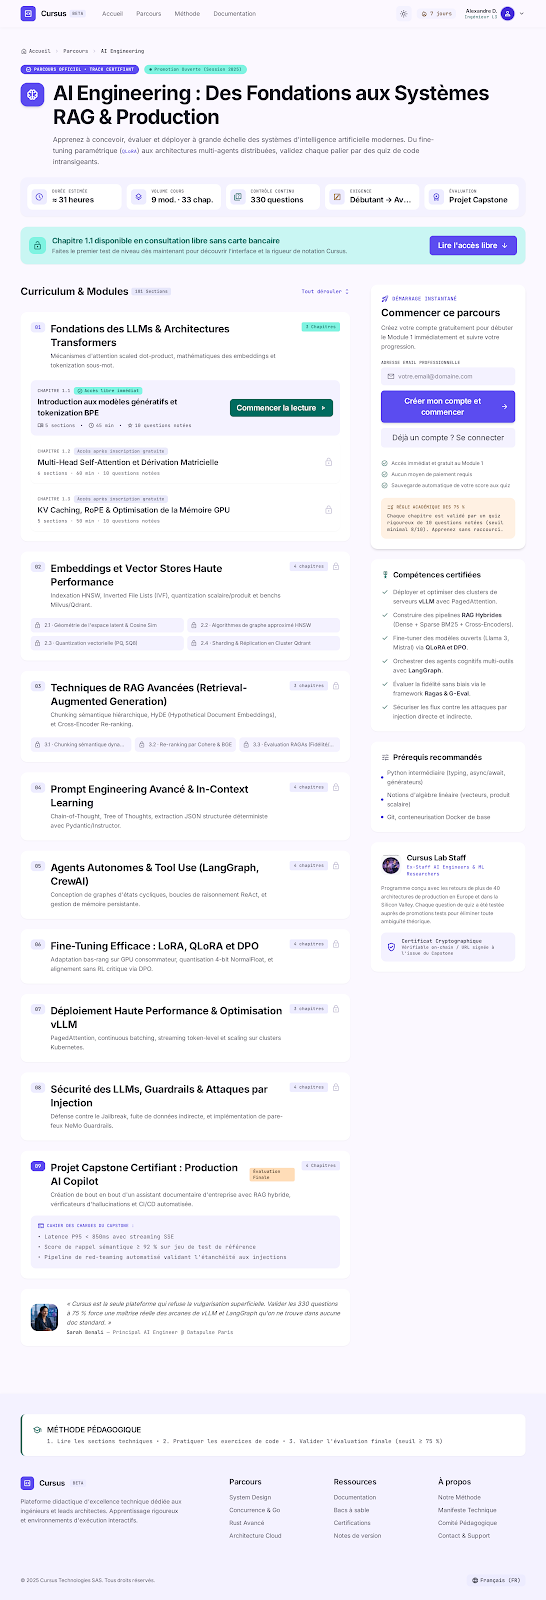 Cursus BETA
Accueil
Parcours
Méthode
Documentation
7 jours
Alexandre D.
Ingénieur L3
Accueil
Parcours
AI Engineering
PARCOURS OFFICIEL · TRACK CERTIFIANT
Promotion Ouverte (Session 2025)
AI Engineering : Des Fondations aux Systèmes
RAG & Production
Apprenez à concevoir, évaluer et déployer à grande échelle des systèmes d'intelligence artificielle modernes. Du fine-
tuning paramétrique (QLoRA) aux architectures multi-agents distribuées, validez chaque palier par des quiz de code
intransigeants.
DURÉE ESTIMÉE
≈ 31 heures
VOLUME COURS
9 mod. · 33 chap.
CONTRÔLE CONTINU
330 questions
EXIGENCE
Débutant → Av...
ÉVALUATION
Projet Capstone
Chapitre 1.1 disponible en consultation libre sans carte bancaire
Faites le premier test de niveau dès maintenant pour découvrir l'interface et la rigueur de notation Cursus.
Lire l'accès libre ↓
Curriculum & Modules
101 Sections
Tout dérouler
01
Fondations des LLMs & Architectures
Transformers
3 Chapitres
Mécanismes d'attention scaled dot-product, mathématiques des embeddings et
tokenization sous-mot.
CHAPITRE 1.1
Accès libre immédiat
Introduction aux modèles génératifs et
tokenization BPE
5 sections • 45 min • 10 questions notées
Commencer la lecture
CHAPITRE 1.2 Accès après inscription gratuite
Multi-Head Self-Attention et Dérivation Matricielle
6 sections · 60 min · 10 questions notées
CHAPITRE 1.3 Accès après inscription gratuite
KV Caching, RoPE & Optimisation de la Mémoire GPU
5 sections · 50 min · 10 questions notées
02
Embeddings et Vector Stores Haute
Performance
4 chapitres
Indexation HNSW, Inverted File Lists (IVF), quantization scalaire/produit et benchs
Milvus/Qdrant.
2.1 · Géométrie de l'espace latent & Cosine Sim
2.2 · Algorithmes de graphe approximé HNSW
2.3 · Quantization vectorielle (PQ, SQ8)
2.4 · Sharding & Réplication en Cluster Qdrant
03
Techniques de RAG Avancées (Retrieval-
Augmented Generation)
3 chapitres
Chunking sémantique hiérarchique, HyDE (Hypothetical Document Embeddings),
et Cross-Encoder Re-ranking.
3.1 · Chunking sémantique dyna...
3.2 · Re-ranking par Cohere & BGE
3.3 · Évaluation RAGAs (Fidélité/...
04
Prompt Engineering Avancé & In-Context
Learning
4 chapitres
Chain-of-Thought, Tree of Thoughts, extraction JSON structurée déterministe
avec Pydantic/Instructor.
05
Agents Autonomes & Tool Use (LangGraph,
CrewAI)
4 chapitres
Conception de graphes d'états cycliques, boucles de raisonnement ReAct, et
gestion de mémoire persistante.
06
Fine-Tuning Efficace : LoRA, QLoRA et DPO
4 chapitres
Adaptation bas-rang sur GPU consommateur, quantisation 4-bit NormalFloat, et
alignement sans RL critique via DPO.
07
Déploiement Haute Performance & Optimisation
vLLM
3 chapitres
PagedAttention, continuous batching, streaming token-level et scaling sur clusters
Kubernetes.
08
Sécurité des LLMs, Guardrails & Attaques par
Injection
4 chapitres
Défense contre le Jailbreak, fuite de données indirecte, et implémentation de pare-
feux NeMo Guardrails.
09
Projet Capstone Certifiant : Production
AI Copilot
Évaluation
Finale
4 Chapitres
Création de bout en bout d'un assistant documentaire d'entreprise avec RAG hybride,
vérificateurs d'hallucinations et CI/CD automatisée.
CAHIER DES CHARGES DU CAPSTONE :
• Latence P95 < 850ms avec streaming SSE
• Score de rappel sémantique ≥ 92 % sur jeu de test de référence
• Pipeline de red-teaming automatisé validant l'étanchéité aux injections
« Cursus est la seule plateforme qui refuse la vulgarisation superficielle. Valider les 330 questions
à 75 % force une maîtrise réelle des arcanes de vLLM et LangGraph qu'on ne trouve dans aucune
doc standard. »
Sarah Benali — Principal AI Engineer @ Datapulse Paris
DÉMARRAGE INSTANTANÉ
Commencer ce parcours
Créez votre compte gratuitement pour débuter
le Module 1 immédiatement et suivre votre
progression.
ADRESSE EMAIL PROFESSIONNELLE
votre.email@domaine.com
Créer mon compte et
commencer →
Déjà un compte ? Se connecter
Accès immédiat et gratuit au Module 1
Aucun moyen de paiement requis
Sauvegarde automatique de votre score aux quiz
RÈGLE ACADÉMIQUE DES 75 %
Chaque chapitre est validé par un quiz
rigoureux de 10 questions notées (seuil
minimal 8/10). Apprenez sans raccourci.
Compétences certifiées
Déployer et optimiser des clusters de
serveurs vLLM avec PagedAttention.
Construire des pipelines RAG Hybrides
(Dense + Sparse BM25 + Cross-Encoders).
Fine-tuner des modèles ouverts (Llama 3,
Mistral) via QLoRA et DPO.
Orchestrer des agents cognitifs multi-outils
avec LangGraph.
Évaluer la fidélité sans biais via le
framework Ragas & G-Eval.
Sécuriser les flux contre les attaques par
injection directe et indirecte.
Prérequis recommandés
Python intermédiaire (typing, async/await,
générateurs)
Notions d'algèbre linéaire (vecteurs, produit
scalaire)
Git, conteneurisation Docker de base
Cursus Lab Staff
Ex-Staff AI Engineers & ML
Researchers
Programme conçu avec les retours de plus de 40
architectures de production en Europe et dans la
Silicon Valley. Chaque question de quiz a été testée
auprès de promotions tests pour éliminer toute
ambiguïté théorique.
Certificat Cryptographique
Vérifiable on-chain / URL signée à
l'issue du Capstone
MÉTHODE PÉDAGOGIQUE
1. Lire les sections techniques • 2. Pratiquer les exercices de code • 3. Valider l'évaluation finale (seuil ≥ 75 %)
Cursus BETA
Plateforme didactique d'excellence technique dédiée aux
ingénieurs et leads architectes. Apprentissage rigoureux
et environnements d'exécution interactifs.
Parcours
System Design
Concurrence & Go
Rust Avancé
Architecture Cloud
Ressources
Documentation
Bacs à sable
Certifications
Notes de version
À propos
Notre Méthode
Manifeste Technique
Comité Pédagogique
Contact & Support
© 2025 Cursus Technologies SAS. Tous droits réservés.
Français (FR)